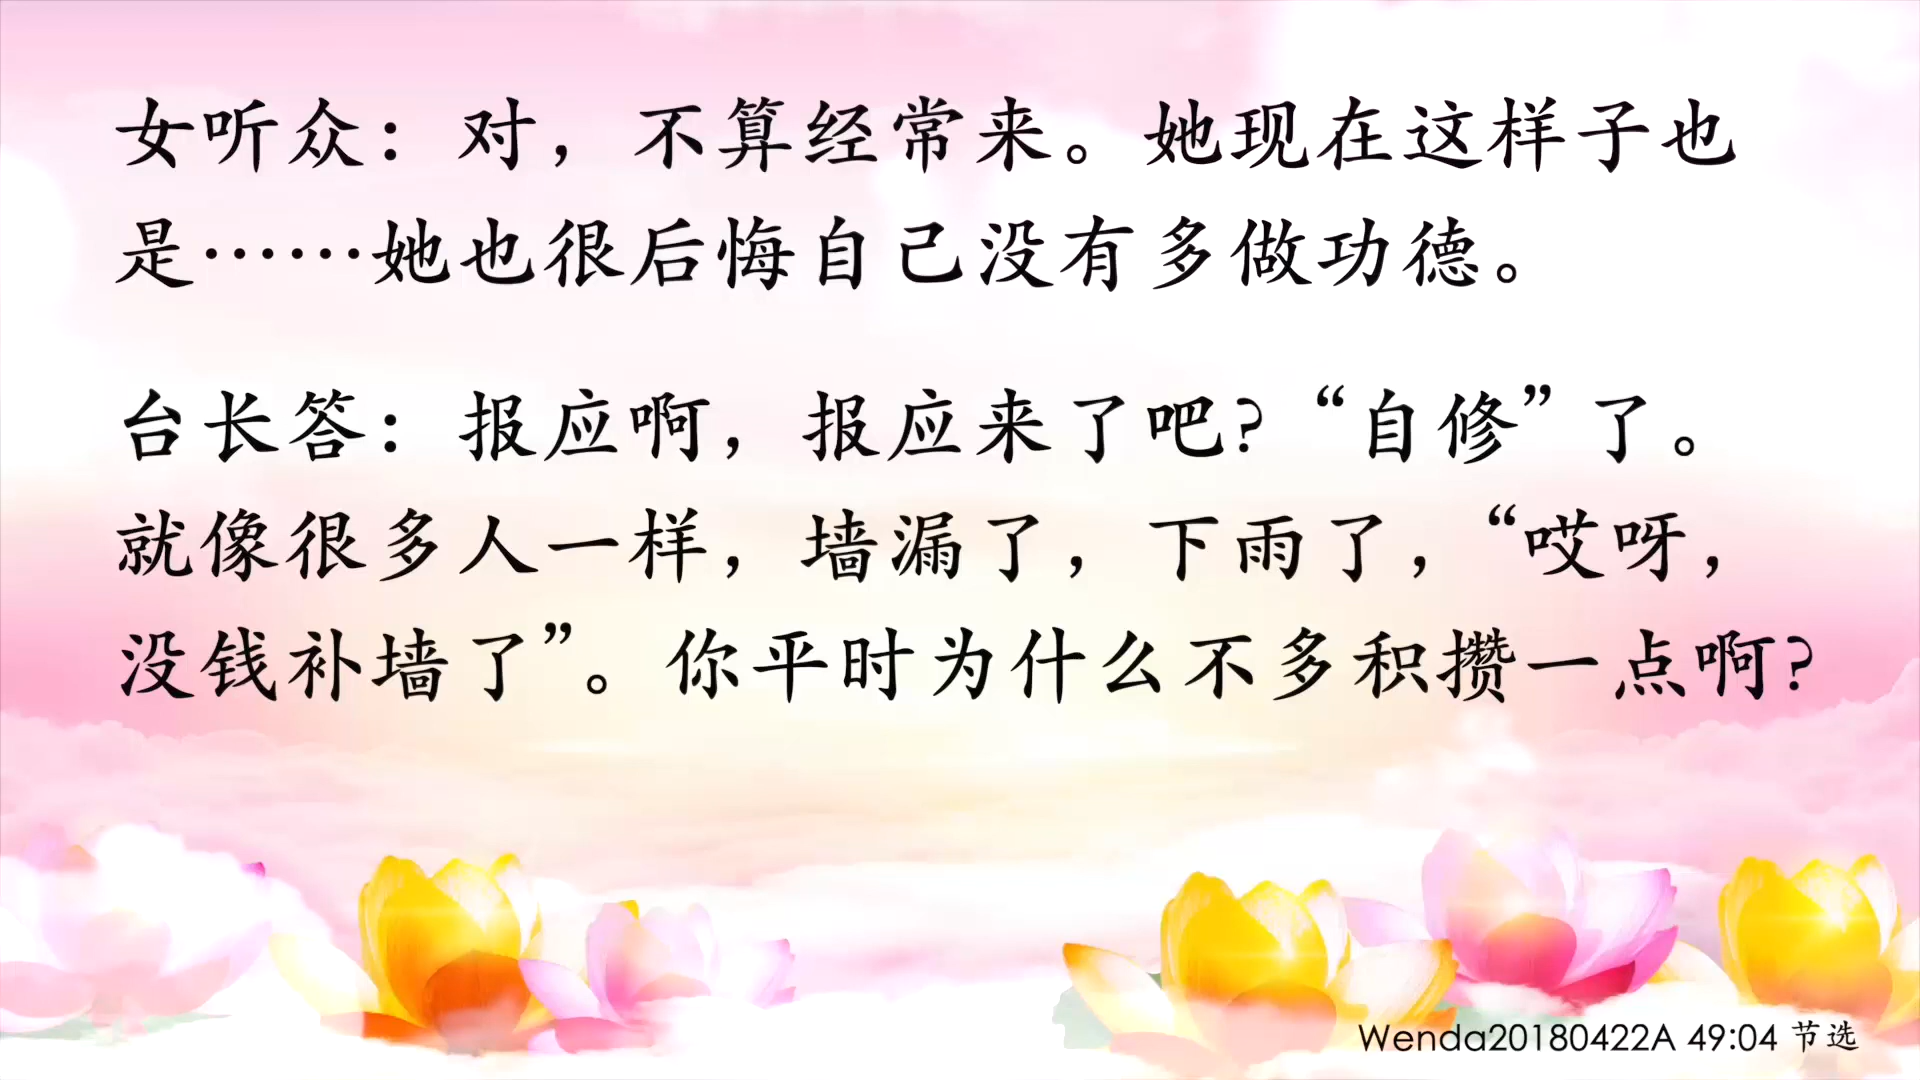 女听众：对，不算经常来。她现在这样子也
是……她也很后悔自己没有多做功德。
台长答：报应啊，报应来了吧？“自修”了。
就像很多人一样，墙漏了，下雨了，“哎呀，
没钱补墙了”。你平时为什么不多积攒一点啊？
Wenda20180422A 49:04 节选